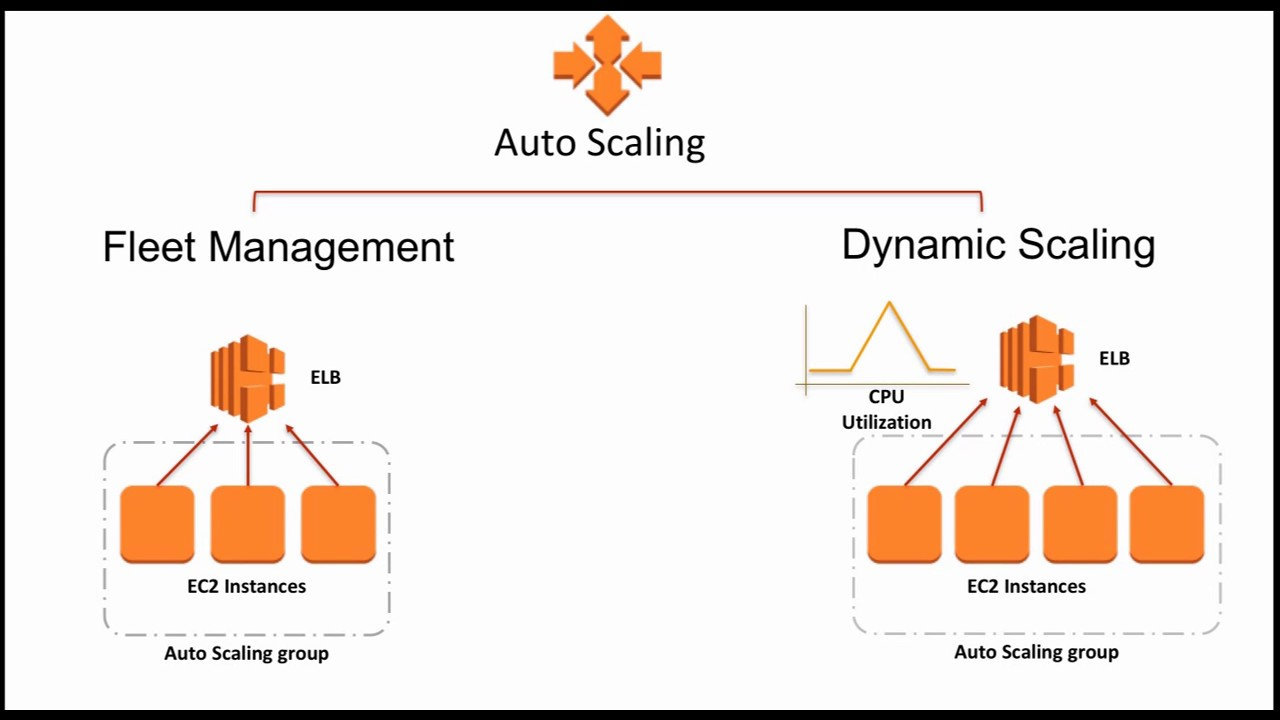 Auto Scaling
Fleet Management
Dynamic Scaling
ELB
EC2 Instances
Auto Scaling group
ELB
CPU
Utilization
EC2 Instances
Auto Scaling group